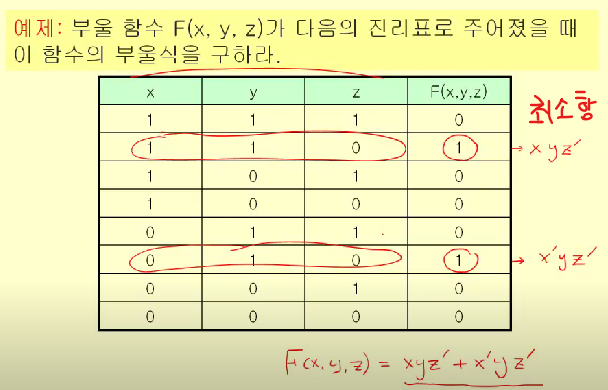 예제: 부울 함수 F(x, y, z)가 다음의 진리표로 주어졌을 때
이 함수의 부울식을 구하라.
x y z F(x,y,z)
최소항
1 1 1 0
1 1 0 1 → xyz′
1 0 1 0
1 0 0 0
0 1 1 0
0 1 0 1 → x′yz′
0 0 1 0
0 0 0 0
F(x,y,z) = xyz′+x′yz′